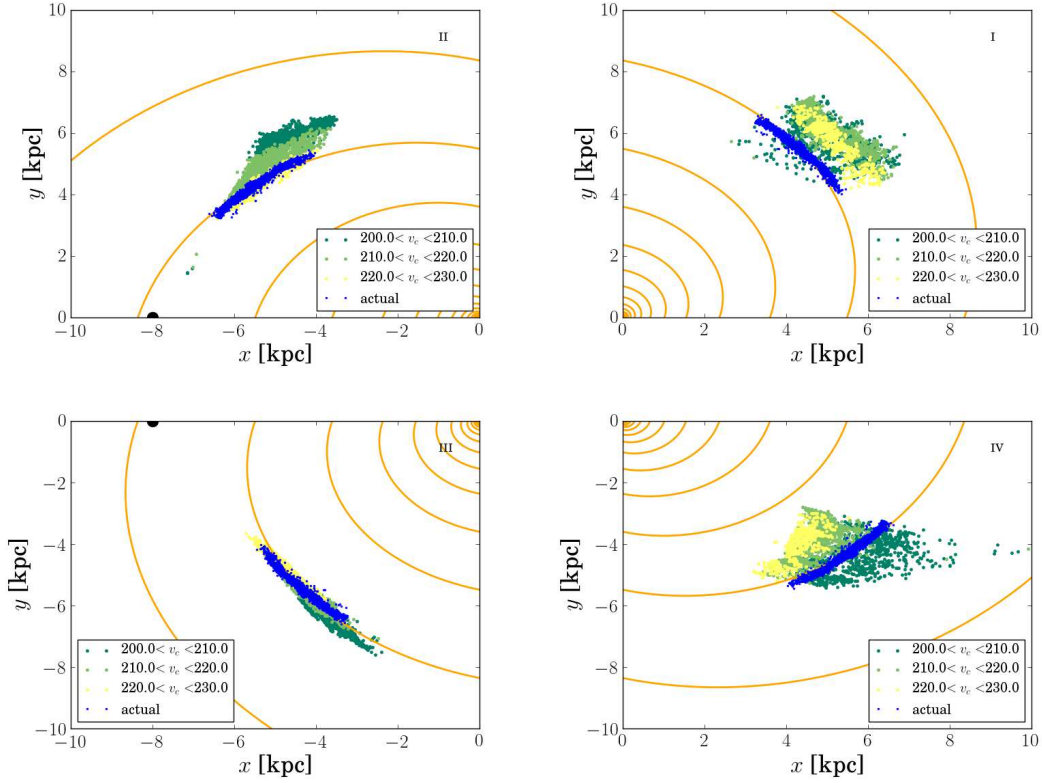 II
y [kpc]
10
8
6
4
2
0
200.0< v_c <210.0
210.0< v_c <220.0
220.0< v_c <230.0
actual
−10
−8
−6
−4
−2
0
x [kpc]
I
y [kpc]
10
8
6
4
2
0
200.0< v_c <210.0
210.0< v_c <220.0
220.0< v_c <230.0
actual
0
2
4
6
8
10
x [kpc]
III
y [kpc]
0
−2
−4
−6
−8
−10
200.0< v_c <210.0
210.0< v_c <220.0
220.0< v_c <230.0
actual
−10
−8
−6
−4
−2
0
x [kpc]
IV
y [kpc]
0
−2
−4
−6
−8
−10
200.0< v_c <210.0
210.0< v_c <220.0
220.0< v_c <230.0
actual
0
2
4
6
8
10
x [kpc]